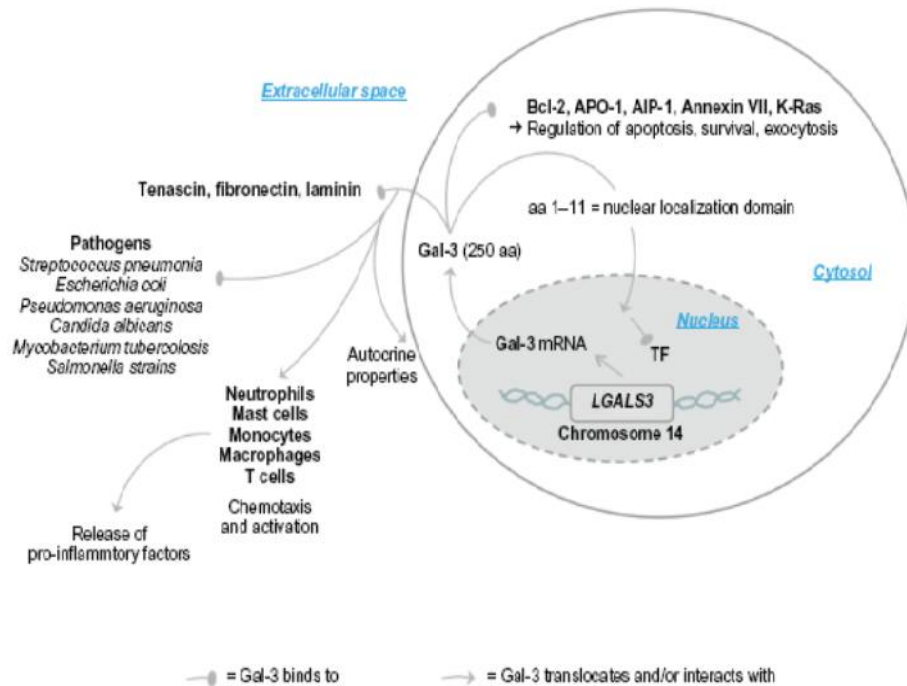 Extracellular space
Bcl-2, APO-1, AIP-1, Annexin VII, K-Ras
→ Regulation of apoptosis, survival, exocytosis
Tenascin, fibronectin, laminin
aa 1–11 = nuclear localization domain
Pathogens
Streptococcus pneumonia
Escherichia coli
Pseudomonas aeruginosa
Candida albicans
Mycobacterium tubercolosis
Salmonella strains
Gal-3 (250 aa)
Cytosol
Nucleus
Gal-3 mRNA
TF
LGALS3
Chromosome 14
Autocrine
properties
Neutrophils
Mast cells
Monocytes
Macrophages
T cells
Chemotaxis
and activation
Release of
pro-inflammtory factors
= Gal-3 binds to
= Gal-3 translocates and/or interacts with